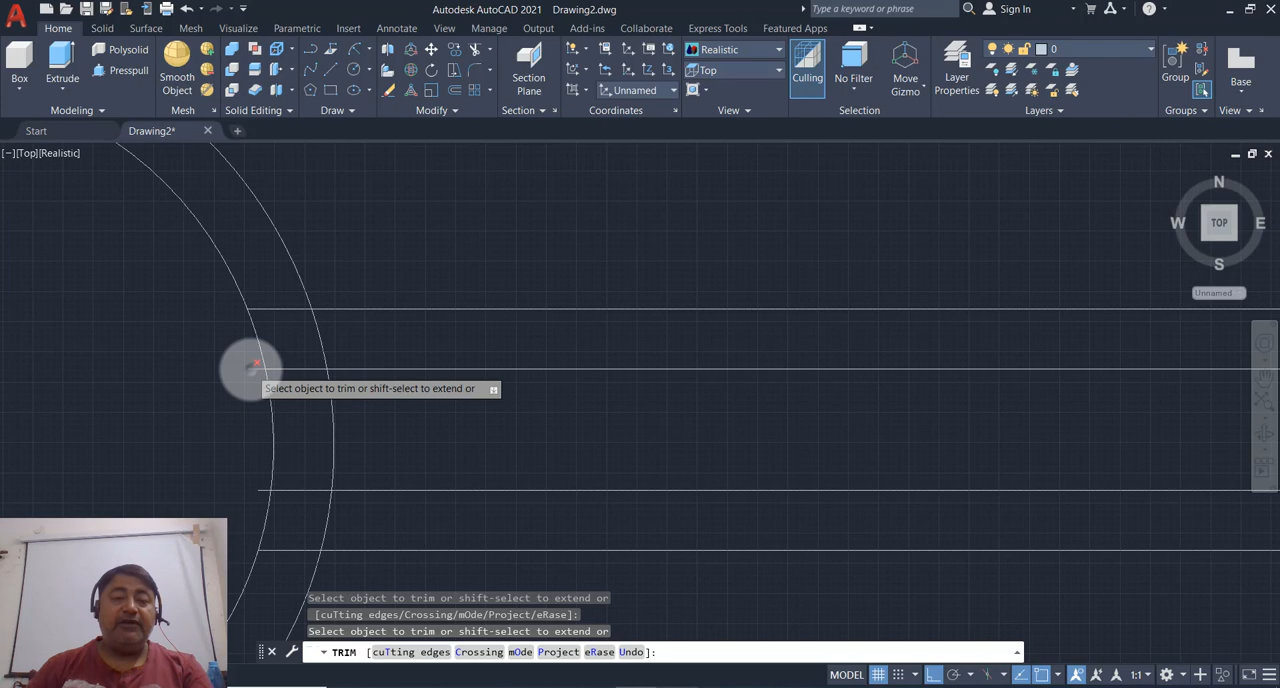 Autodesk AutoCAD 2021 Drawing2.dwg
Type a keyword or phrase
Sign In
Home Solid Surface Mesh Visualize Parametric Insert Annotate View Manage Output Add-ins Collaborate Express Tools Featured Apps
Box
Extrude
Polysolid
Presspull
Smooth Object
Section Plane
Unnamed
Realistic
Top
Culling
No Filter
Move Gizmo
Layer Properties
0
Group
Base
Modeling Mesh Solid Editing Draw Modify Section Coordinates View Selection Layers Groups View
Start Drawing2*
[−][Top][Realistic]
N
W TOP E
S
Unnamed
Select object to trim or shift-select to extend or
Select object to trim or shift-select to extend or
[cuTting edges/Crossing/mOde/Project/eRase]:
Select object to trim or shift-select to extend or
TRIM [cuTting edges Crossing mOde Project eRase Undo]:
MODEL 1:1